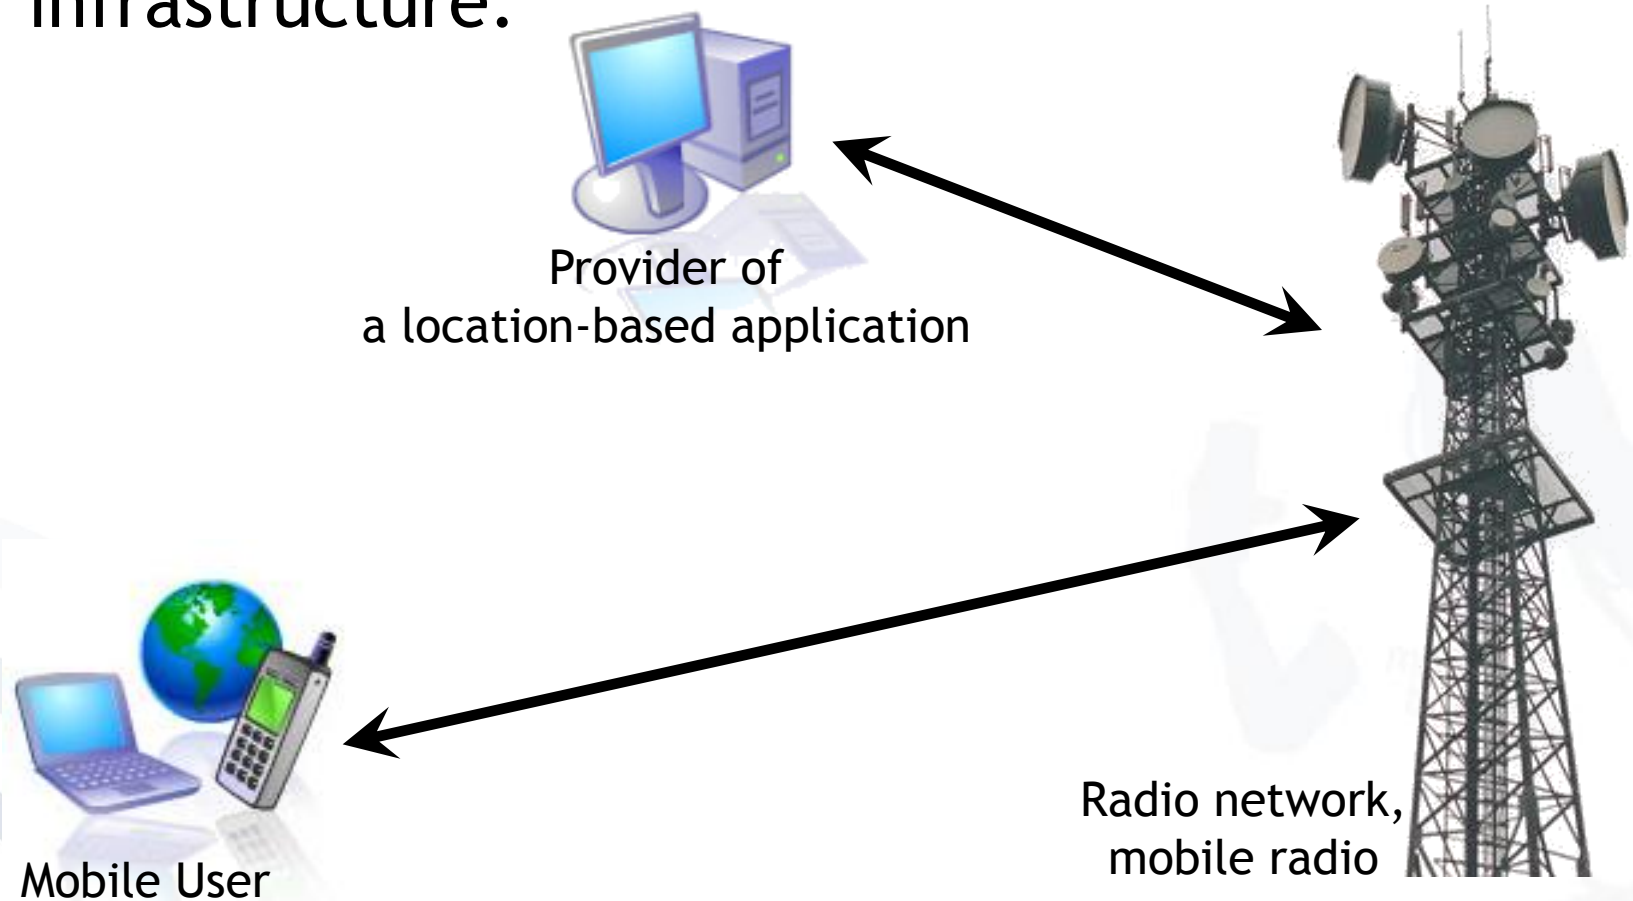 infrastructure.
Provider of
a location-based application
Radio network,
mobile radio
Mobile User